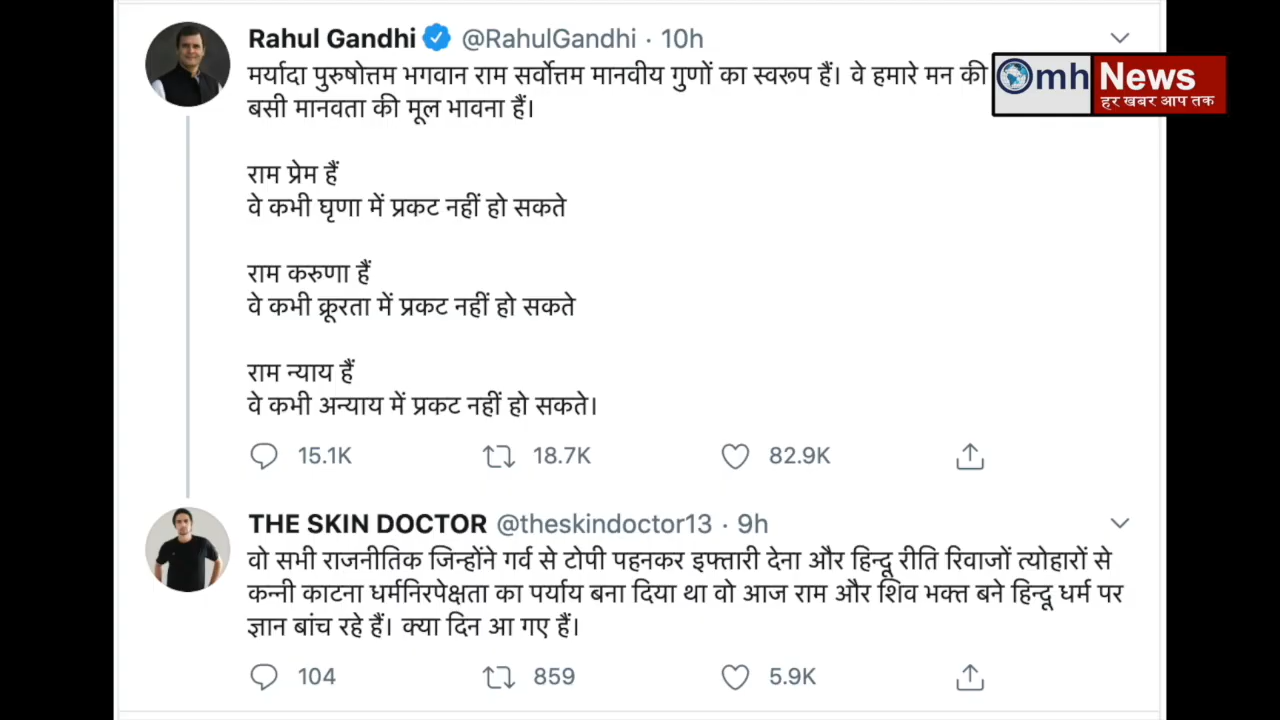 Rahul Gandhi @RahulGandhi · 10h
मर्यादा पुरुषोत्तम भगवान राम सर्वोत्तम मानवीय गुणों का स्वरूप हैं। वे हमारे मन की
बसी मानवता की मूल भावना हैं।
राम प्रेम हैं
वे कभी घृणा में प्रकट नहीं हो सकते
राम करुणा हैं
वे कभी क्रूरता में प्रकट नहीं हो सकते
राम न्याय हैं
वे कभी अन्याय में प्रकट नहीं हो सकते।
15.1K 18.7K 82.9K
THE SKIN DOCTOR @theskindoctor13 · 9h
वो सभी राजनीतिक जिन्होंने गर्व से टोपी पहनकर इफ्तारी देना और हिन्दू रीति रिवाजों त्योहारों से
कन्नी काटना धर्मनिरपेक्षता का पर्याय बना दिया था वो आज राम और शिव भक्त बने हिन्दू धर्म पर
ज्ञान बांच रहे हैं। क्या दिन आ गए हैं।
104 859 5.9K
mh News
हर खबर आप तक